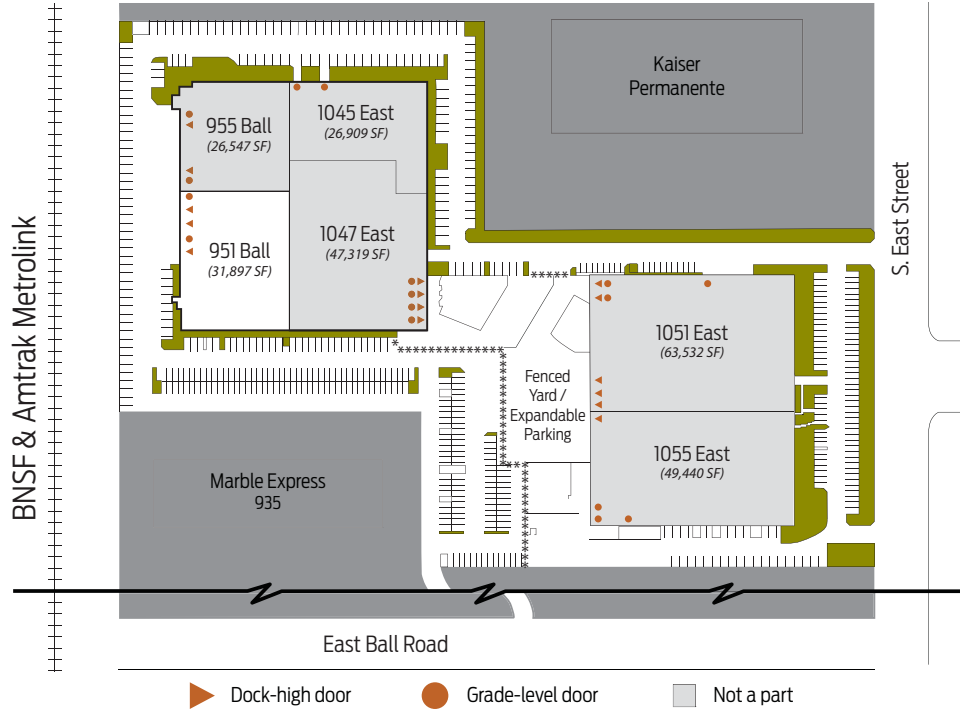 Kaiser
Permanente
955 Ball
(26,547 SF)
1045 East
(26,909 SF)
951 Ball
(31,897 SF)
1047 East
(47,319 SF)
S. East Street
BNSF & Amtrak Metrolink
1051 East
(63,532 SF)
Fenced
Yard /
Expandable
Parking
1055 East
(49,440 SF)
Marble Express
935
East Ball Road
Dock-high door
Grade-level door
Not a part